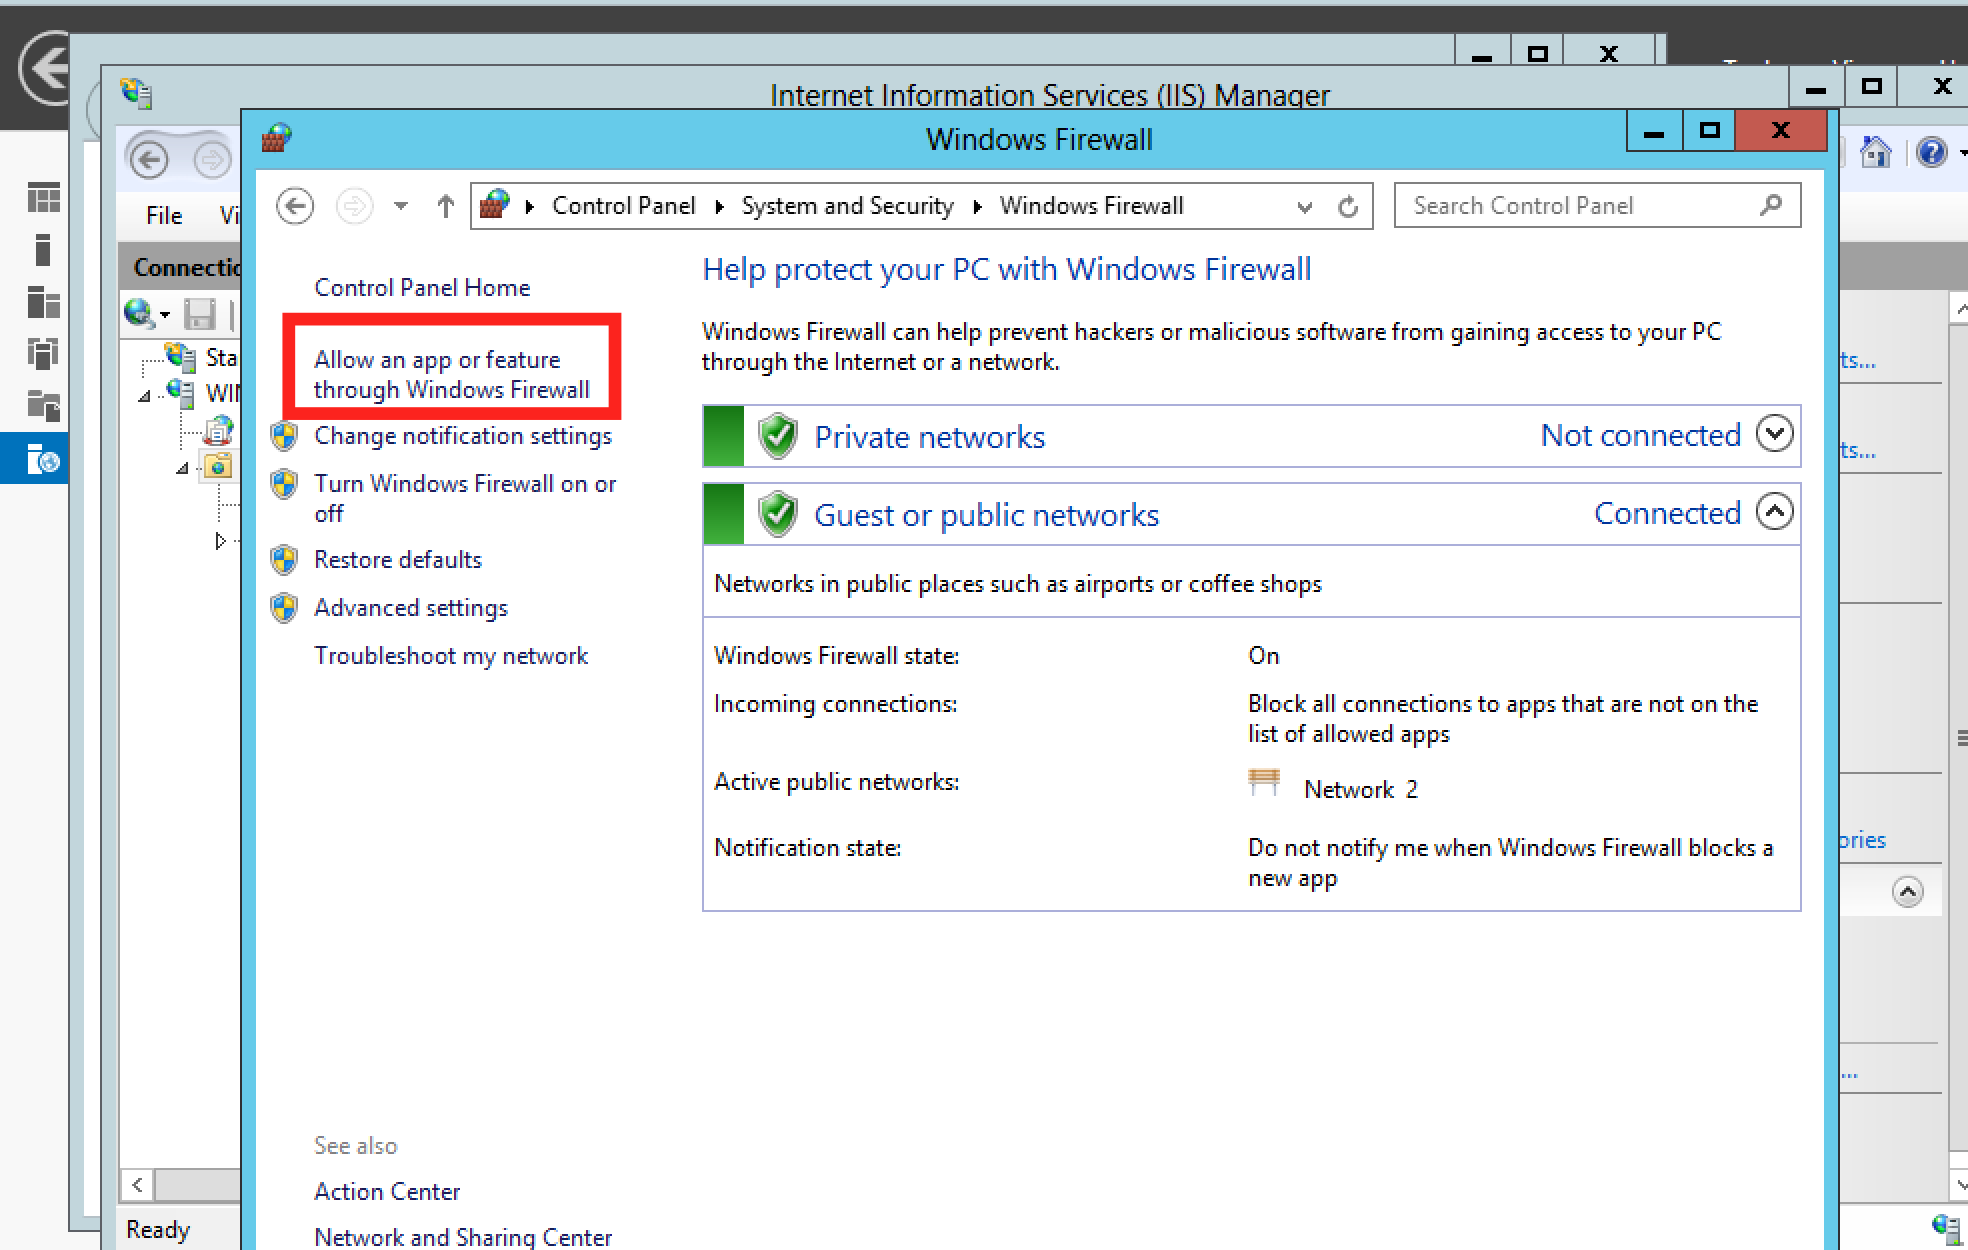 Internet Information Services (IIS) Manager
Windows Firewall
File
Control Panel
System and Security
Windows Firewall
Search Control Panel
Control Panel Home
Allow an app or feature
through Windows Firewall
Change notification settings
Turn Windows Firewall on or
off
Restore defaults
Advanced settings
Troubleshoot my network
See also
Action Center
Network and Sharing Center
Help protect your PC with Windows Firewall
Windows Firewall can help prevent hackers or malicious software from gaining access to your PC
through the Internet or a network.
Private networks
Not connected
Guest or public networks
Connected
Networks in public places such as airports or coffee shops
Windows Firewall state:
On
Incoming connections:
Block all connections to apps that are not on the
list of allowed apps
Active public networks:
Network 2
Notification state:
Do not notify me when Windows Firewall blocks a
new app
Ready